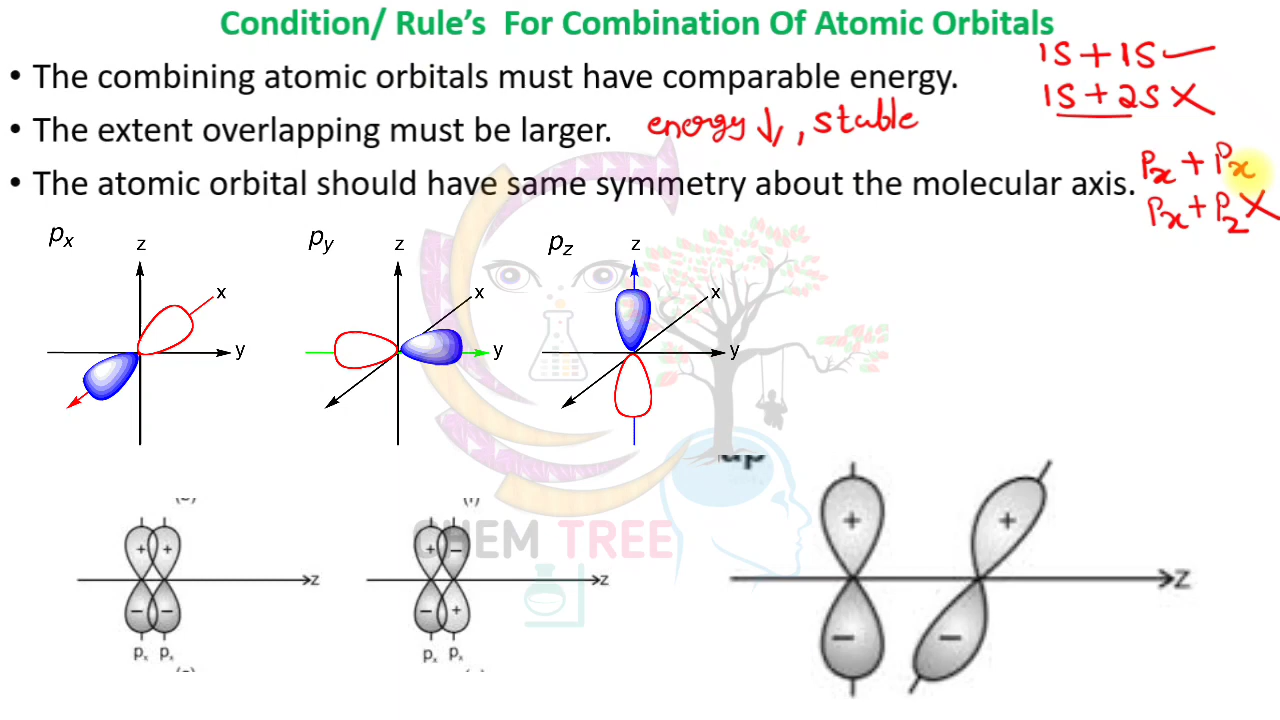 Condition/ Rule's For Combination Of Atomic Orbitals
1S + 1S
• The combining atomic orbitals must have comparable energy.
1S + 2S X
• The extent overlapping must be larger. energy ↓, stable
Px + Px
• The atomic orbital should have same symmetry about the molecular axis.
Px + Pz X
px z x y
py z x y
pz z x y
CHEM TREE
+ + z
− −
px px
+ − z
− +
px px
+ + z
− −